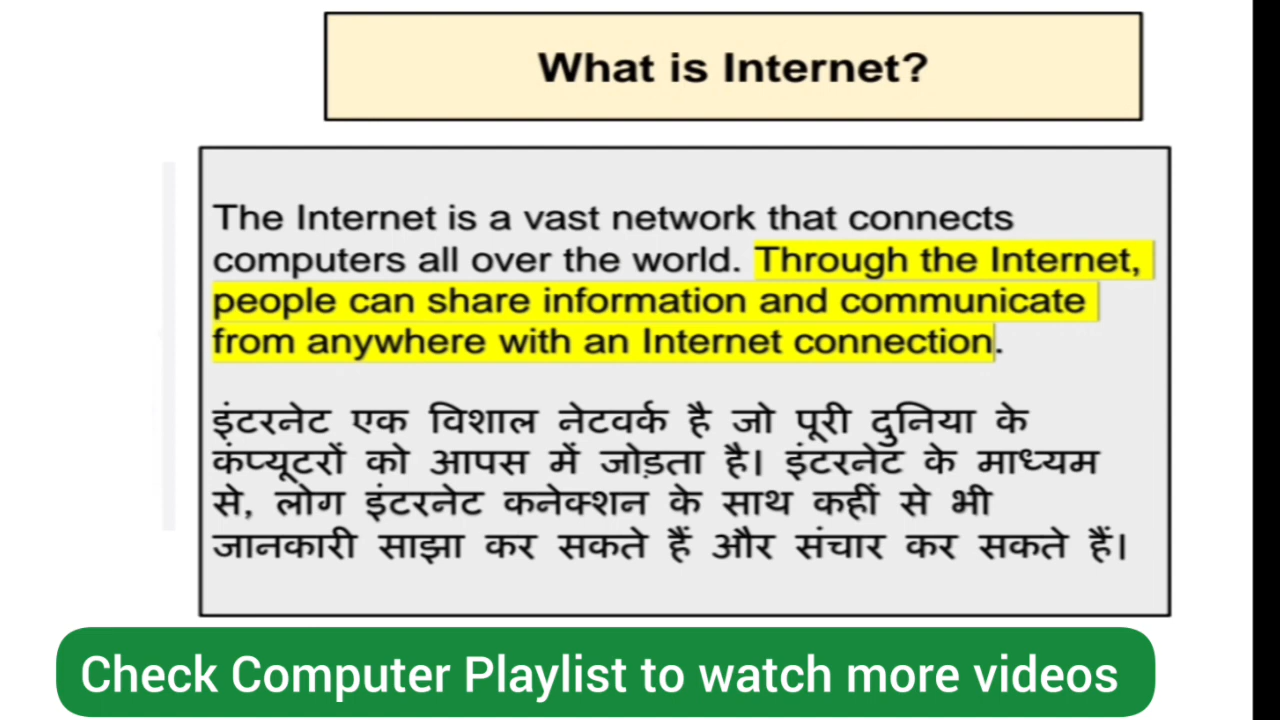 What is Internet?
The Internet is a vast network that connects
computers all over the world. Through the Internet,
people can share information and communicate
from anywhere with an Internet connection.
इंटरनेट एक विशाल नेटवर्क है जो पूरी दुनिया के
कंप्यूटरों को आपस में जोड़ता है। इंटरनेट के माध्यम
से, लोग इंटरनेट कनेक्शन के साथ कहीं से भी
जानकारी साझा कर सकते हैं और संचार कर सकते हैं।
Check Computer Playlist to watch more videos